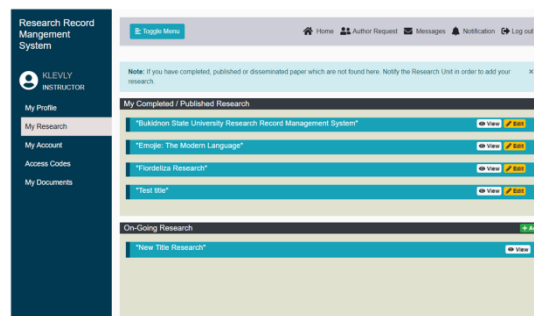 Research Record
Mangement
System
Toggle Menu
Home Author Request Messages Notification Log out
KLEVLY
INSTRUCTOR
My Profile
My Research
My Account
Access Codes
My Documents
Note: If you have completed, published or disseminated paper which are not found here. Notify the Research Unit in order to add your ×
research.
My Completed / Published Research
"Bukidnon State University Research Record Management System" View Edit
"Emojie: The Modern Language" View Edit
"Fiordeliza Research" View Edit
"Test title" View Edit
On-Going Research
"New Title Research" View